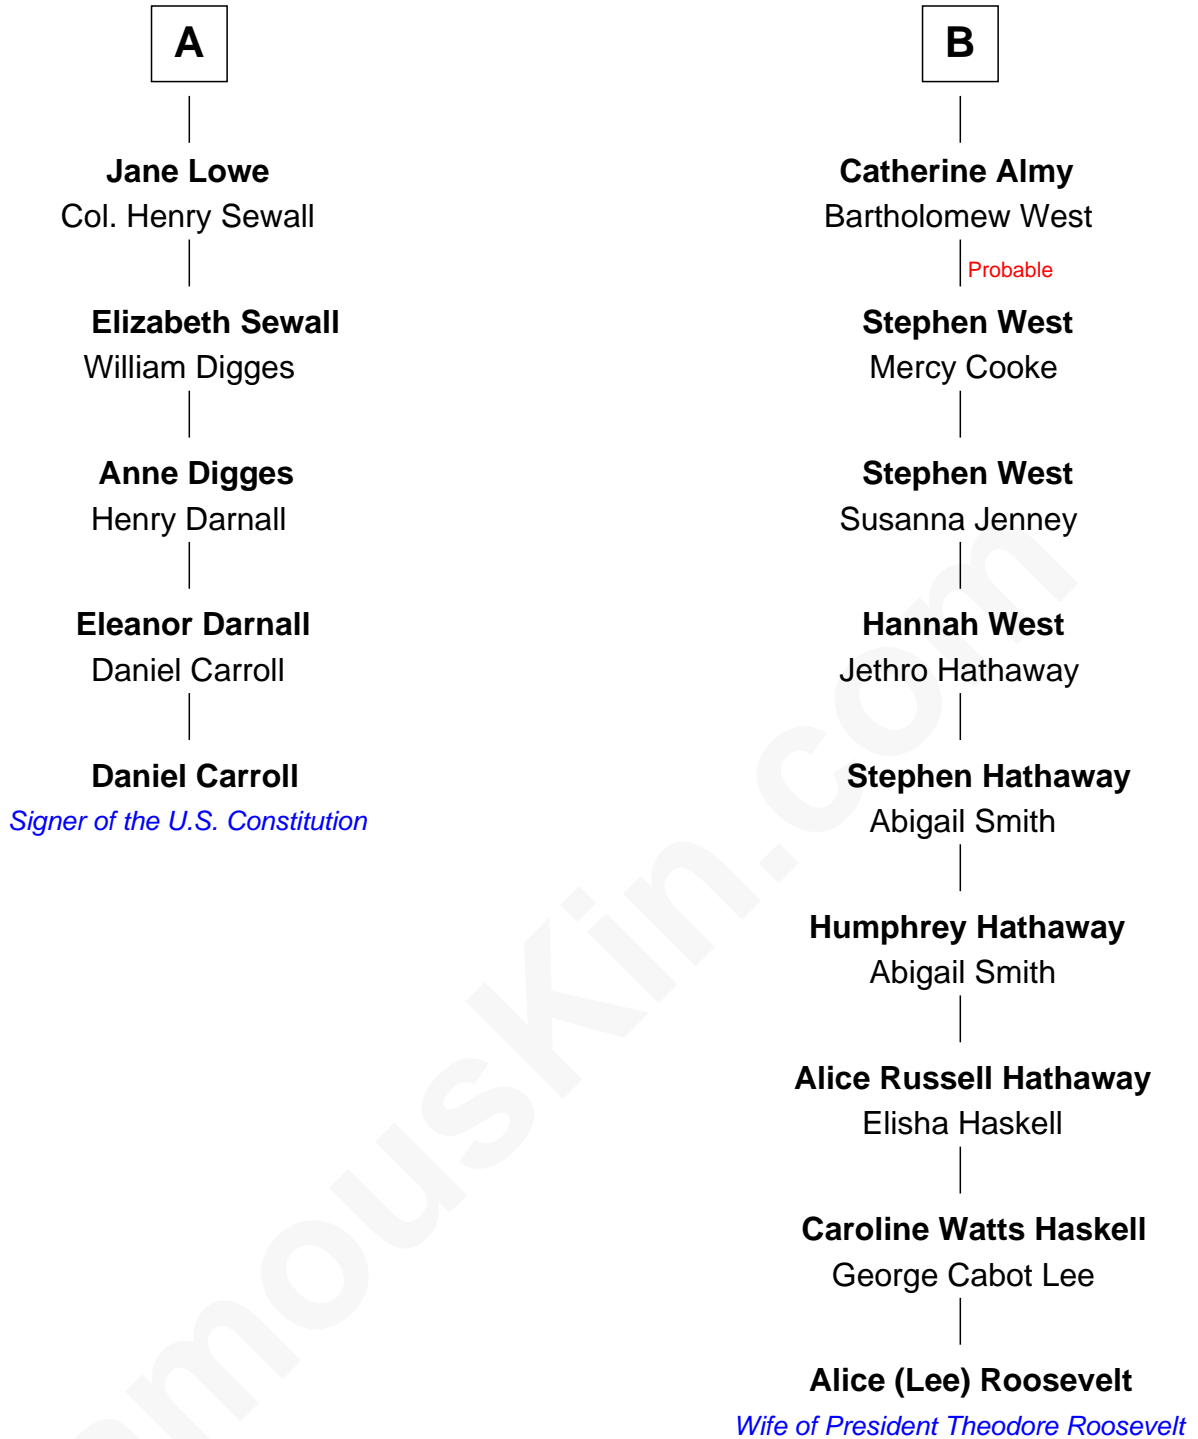 A
Jane Lowe
Col. Henry Sewall
Elizabeth Sewall
William Digges
Anne Digges
Henry Darnall
Eleanor Darnall
Daniel Carroll
Daniel Carroll
Signer of the U.S. Constitution
B
Catherine Almy
Bartholomew West
Probable
Stephen West
Mercy Cooke
Stephen West
Susanna Jenney
Hannah West
Jethro Hathaway
Stephen Hathaway
Abigail Smith
Humphrey Hathaway
Abigail Smith
Alice Russell Hathaway
Elisha Haskell
Caroline Watts Haskell
George Cabot Lee
Alice (Lee) Roosevelt
Wife of President Theodore Roosevelt
amouskin.com